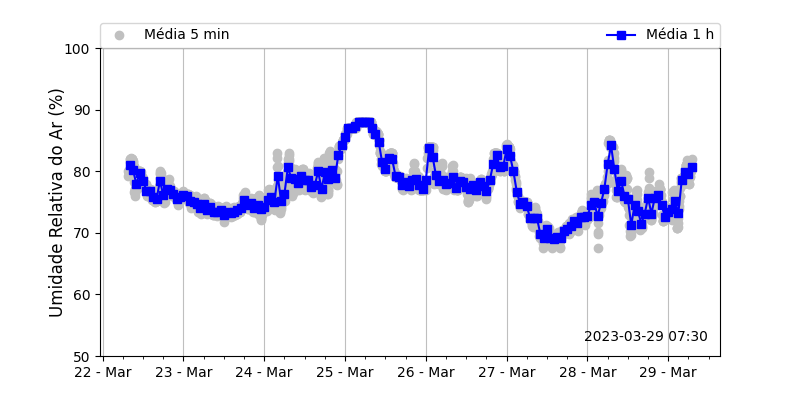 Média 5 min
Média 1 h
Umidade Relativa do Ar (%)
100
90
80
70
60
50
2023-03-29 07:30
22 - Mar
23 - Mar
24 - Mar
25 - Mar
26 - Mar
27 - Mar
28 - Mar
29 - Mar